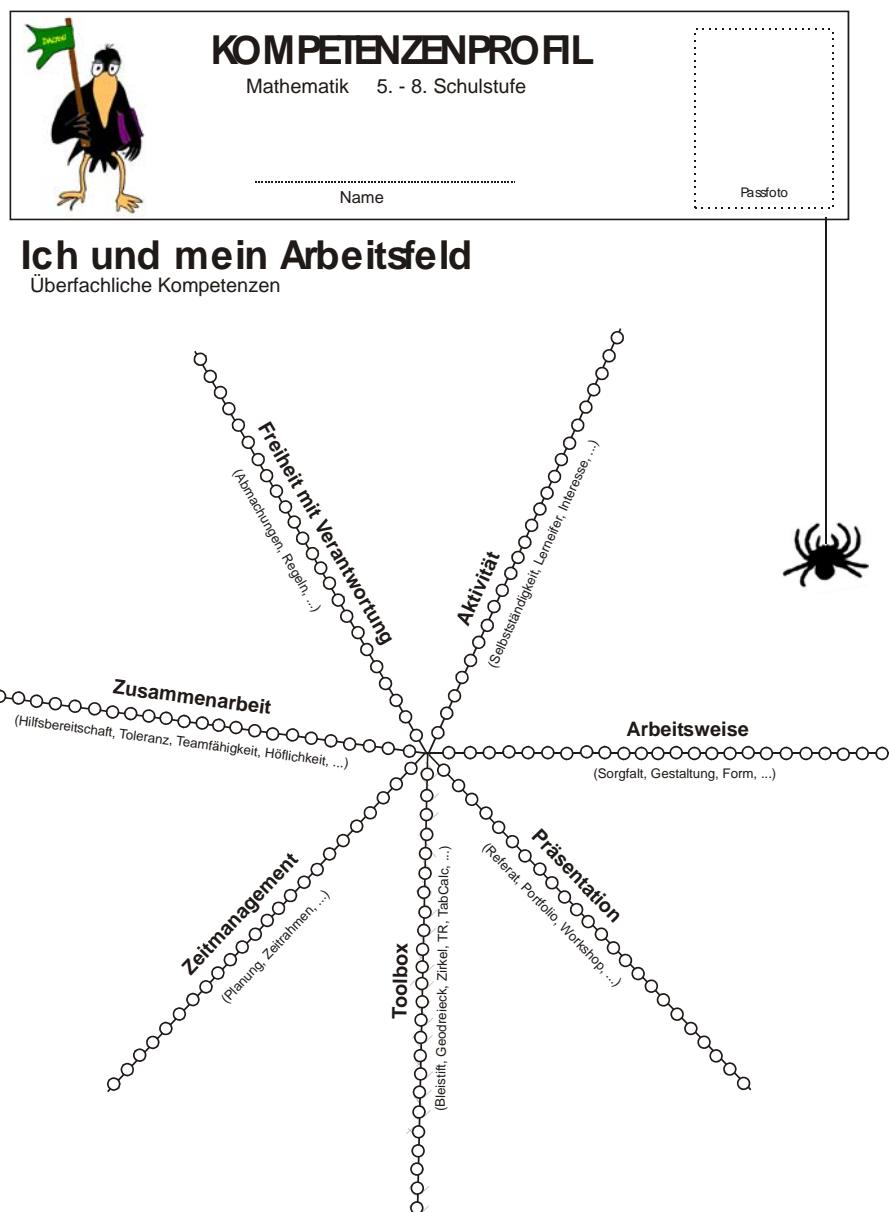 DALTON
KOMPETENZENPROFIL
Mathematik 5. - 8. Schulstufe
Name
Passfoto
Ich und mein Arbeitsfeld
Überfachliche Kompetenzen
Freiheit mit Verantwortung
(Abmachungen, Regeln, ...)
Aktivität
(Selbstständigkeit, Lerneifer, Interesse, ...)
Zusammenarbeit
(Hilfsbereitschaft, Toleranz, Teamfähigkeit, Höflichkeit, ...)
Arbeitsweise
(Sorgfalt, Gestaltung, Form, ...)
Präsentation
(Referat, Portfolio, Workshop, ...)
Zeitmanagement
(Planung, Zeitrahmen, ...)
Toolbox
(Bleistift, Geodreieck, Zirkel, TR, TabCalc, ...)